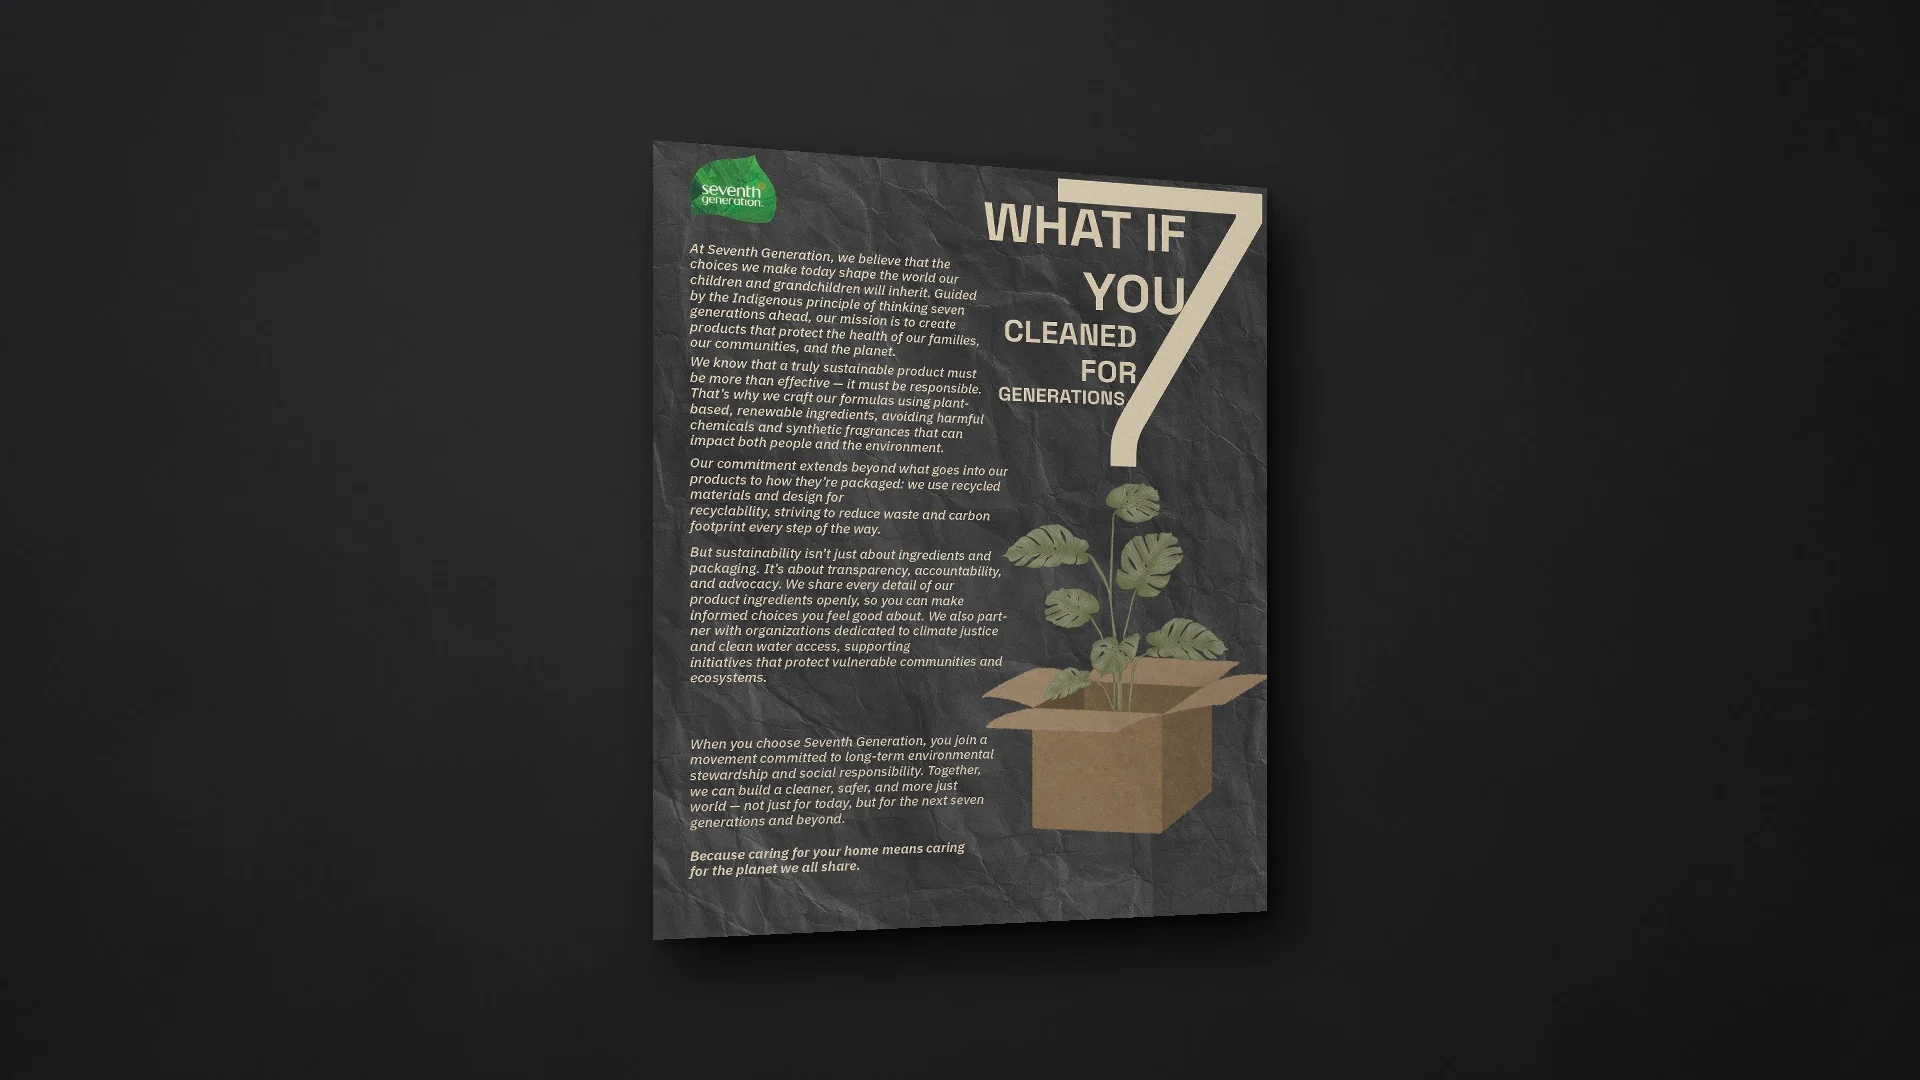 seventh
generation.
WHAT IF
YOU
CLEANED
FOR
GENERATIONS
7
At Seventh Generation, we believe that the
choices we make today shape the world our
children and grandchildren will inherit. Guided
by the Indigenous principle of thinking seven
generations ahead, our mission is to create
products that protect the health of our families,
our communities, and the planet.
We know that a truly sustainable product must
be more than effective — it must be responsible.
That's why we craft our formulas using plant-
based, renewable ingredients, avoiding harmful
chemicals and synthetic fragrances that can
impact both people and the environment.
Our commitment extends beyond what goes into our
products to how they're packaged: we use recycled
materials and design for
recyclability, striving to reduce waste and carbon
footprint every step of the way.
But sustainability isn't just about ingredients and
packaging. It's about transparency, accountability,
and advocacy. We share every detail of our
product ingredients openly, so you can make
informed choices you feel good about. We also part-
ner with organizations dedicated to climate justice
and clean water access, supporting
initiatives that protect vulnerable communities and
ecosystems.
When you choose Seventh Generation, you join a
movement committed to long-term environmental
stewardship and social responsibility. Together,
we can build a cleaner, safer, and more just
world — not just for today, but for the next seven
generations and beyond.
Because caring for your home means caring
for the planet we all share.